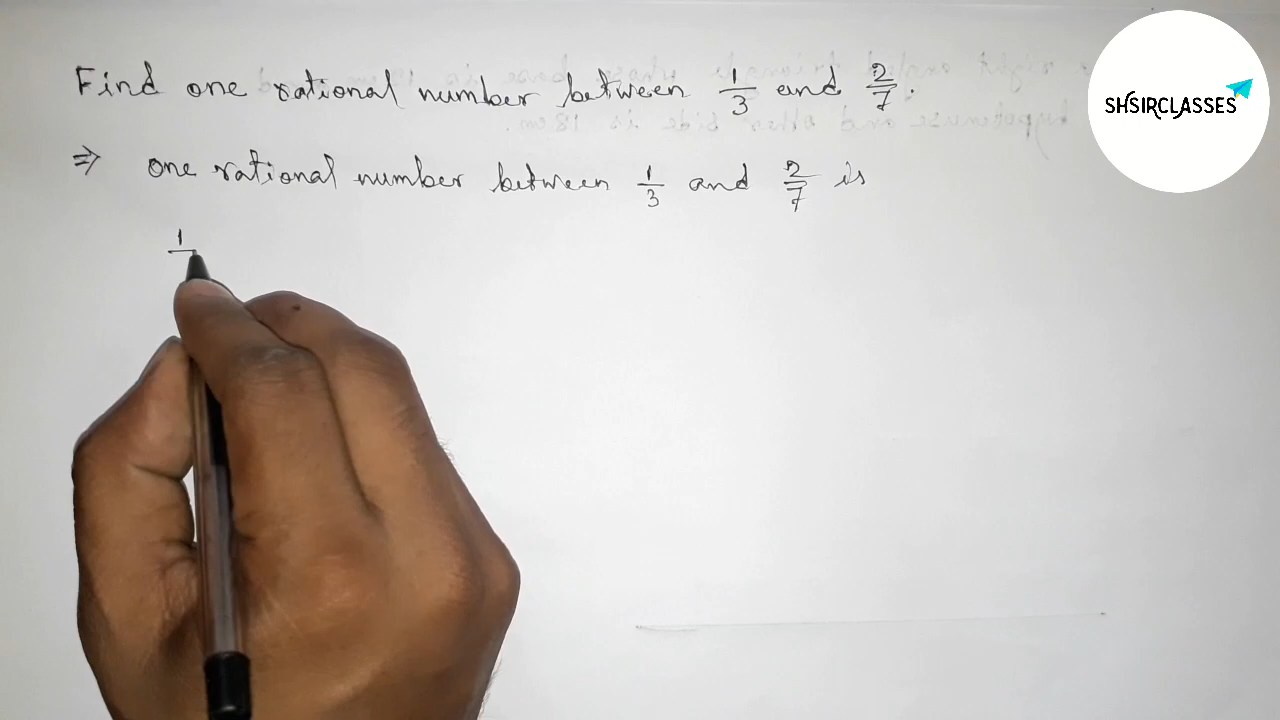 Find one rational number between 1/3 and 2/7.
⇒ one rational number between 1/3 and 2/7 is
1
SHSIRCLASSES